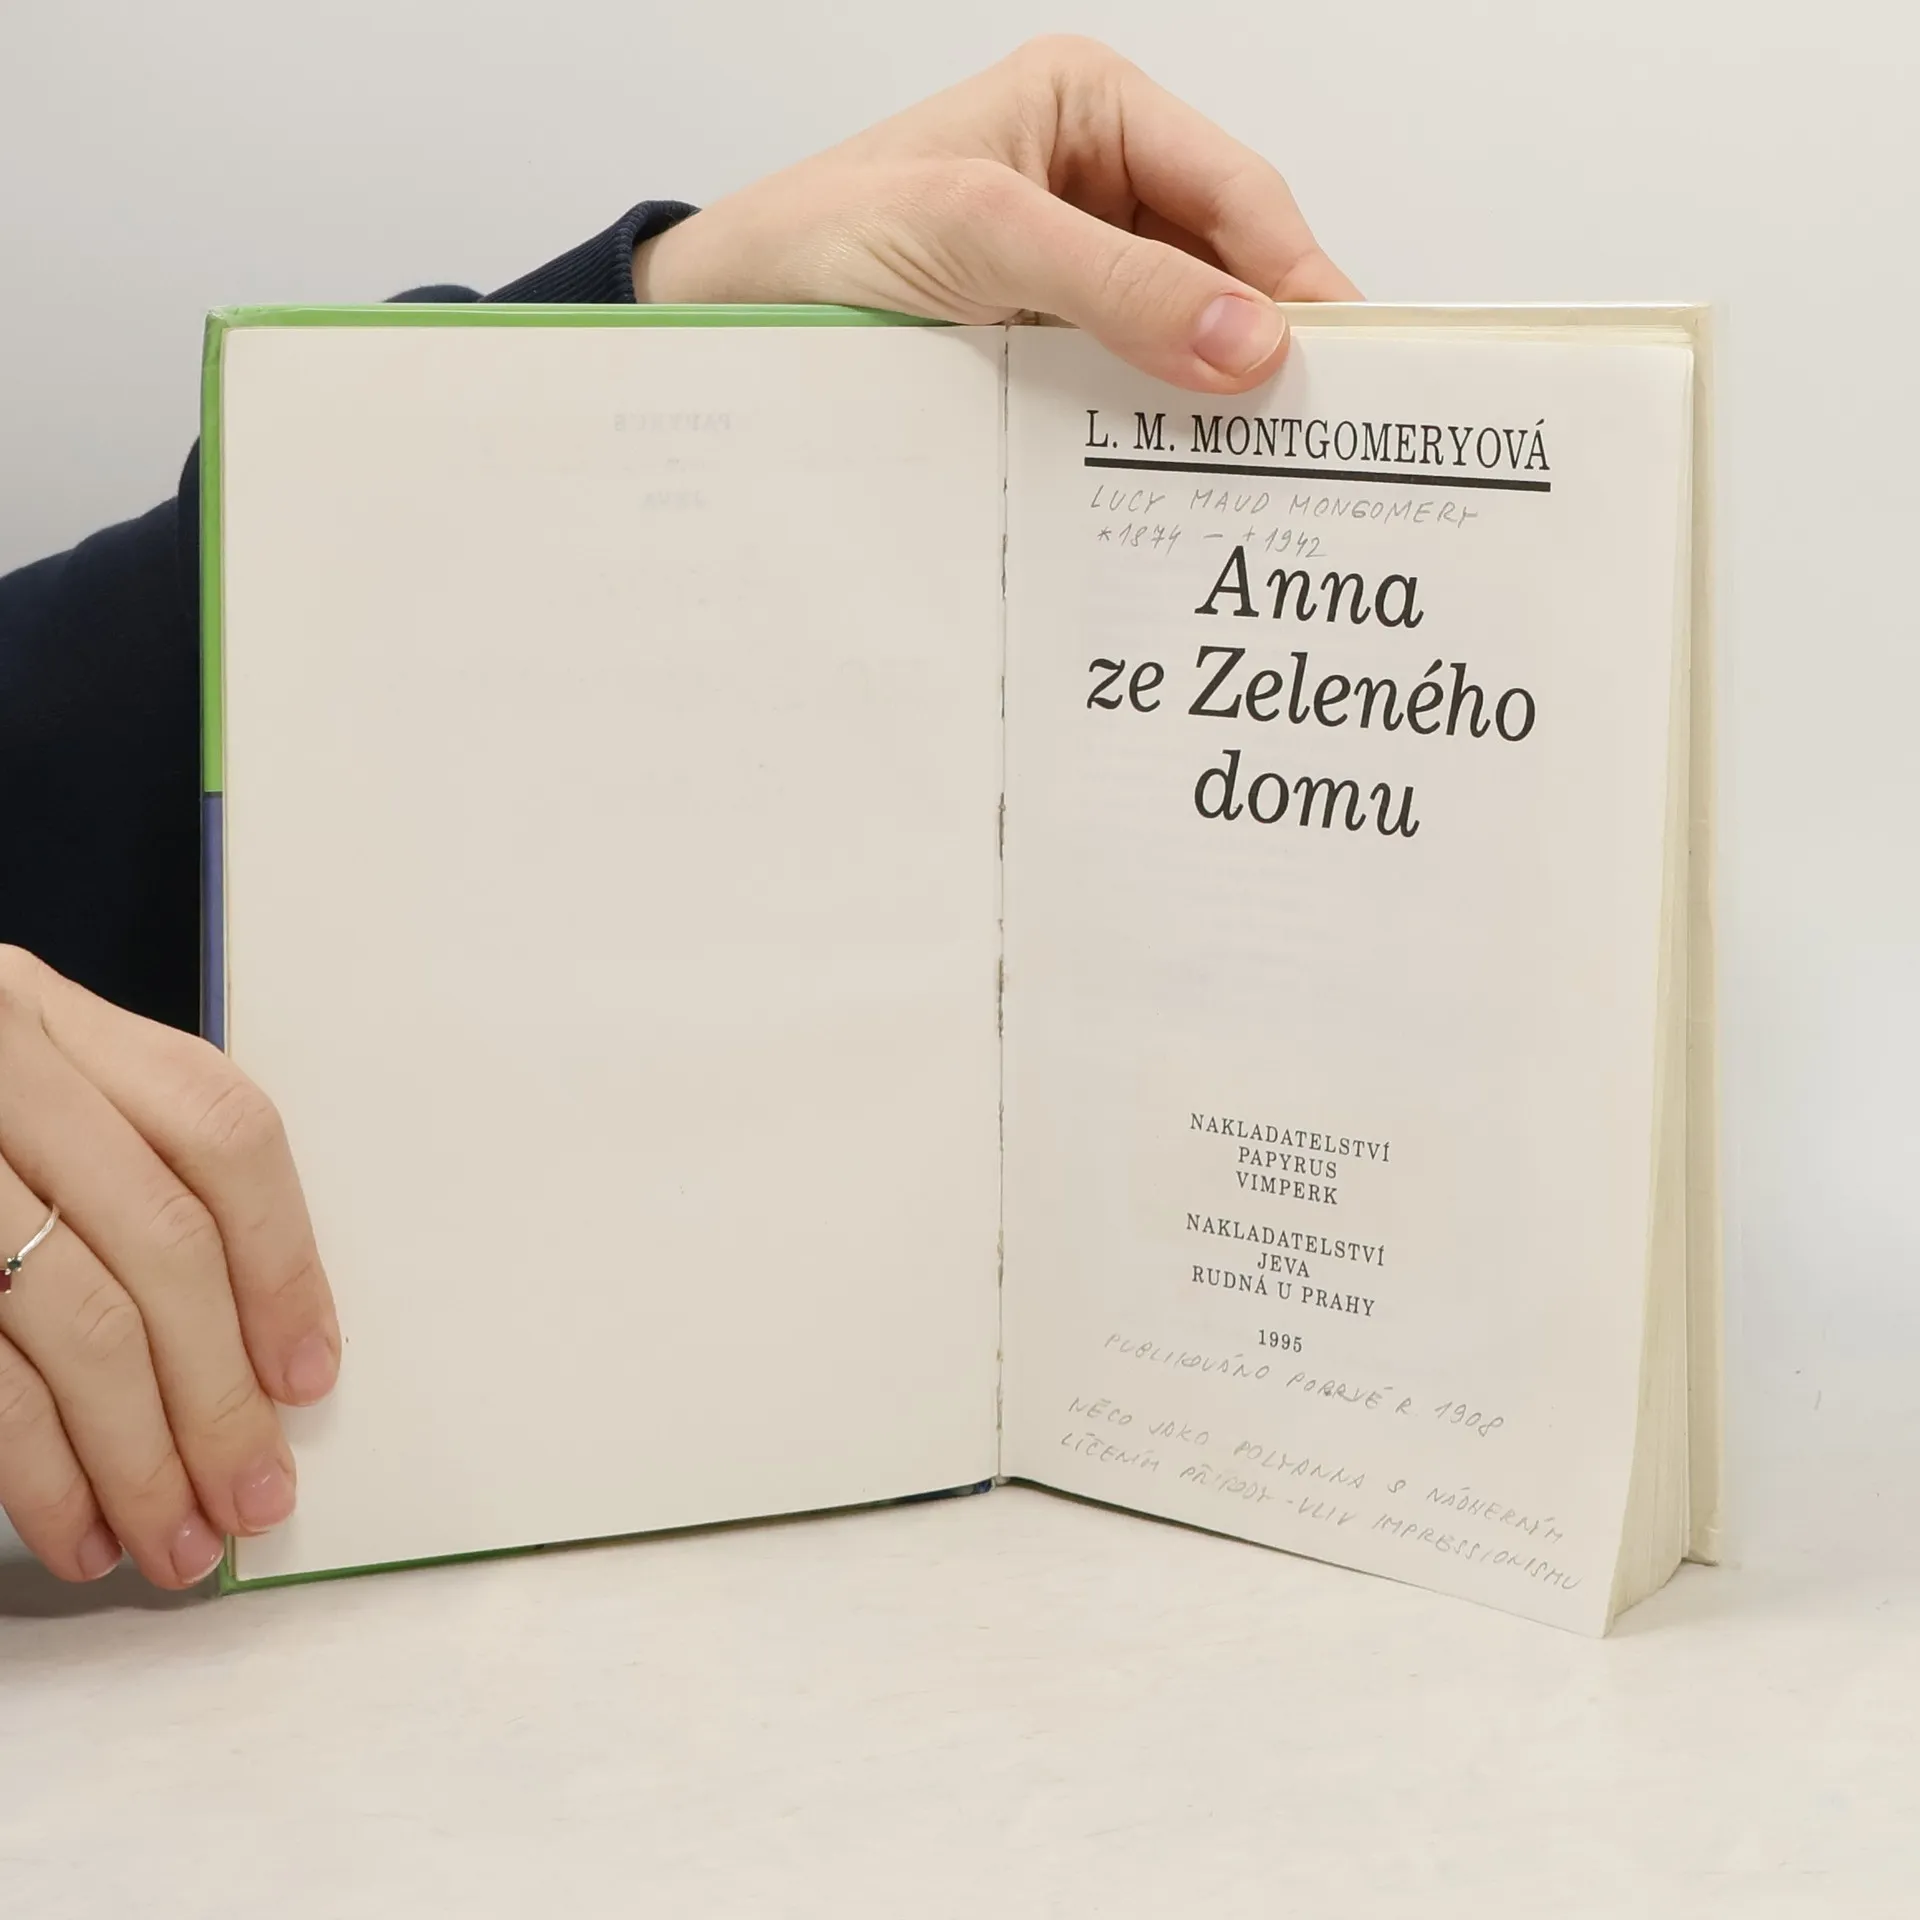 L. M. MONTGOMERYOVÁ
LUCY MAUD MONGOMERY
*1874 – +1942
Anna
ze Zeleného
domu
NAKLADATELSTVÍ
PAPYRUS
VIMPERK
NAKLADATELSTVÍ
JEVA
RUDNÁ U PRAHY
1995
PUBLIKOVÁNO POPRVÉ R. 1908
NĚCO JAKO POLYANNA S NÁDHERNÝM
LÍČENÍM PŘÍRODY - VLIV IMPRESSIONISMU